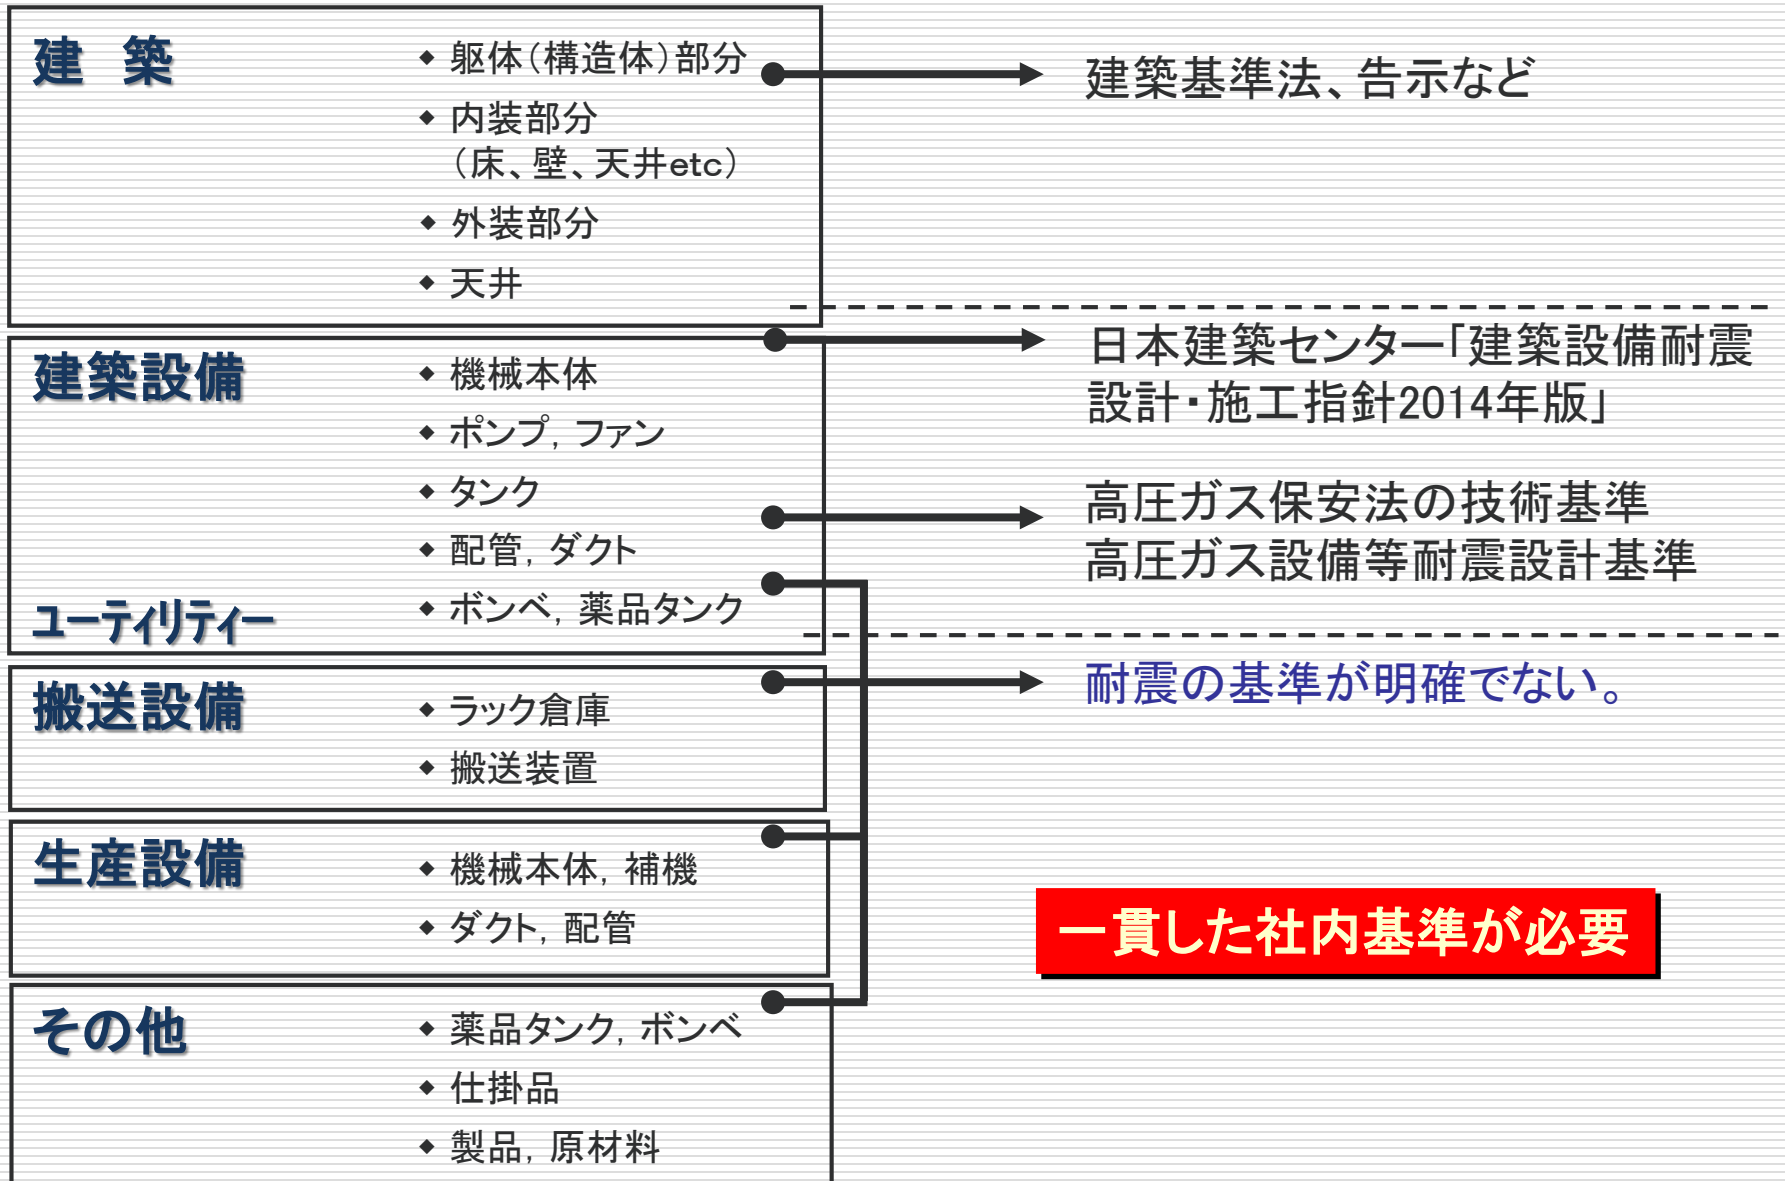 建 築
◆ 躯体(構造体)部分
建築基準法、告示など
◆ 内装部分
（床、壁、天井etc）
◆ 外装部分
◆ 天井
建築設備
◆ 機械本体
日本建築センター「建築設備耐震
設計・施工指針2014年版」
◆ ポンプ, ファン
◆ タンク
高圧ガス保安法の技術基準
高圧ガス設備等耐震設計基準
◆ 配管, ダクト
ユーティリティー
◆ ボンベ, 薬品タンク
搬送設備
◆ ラック倉庫
耐震の基準が明確でない。
◆ 搬送装置
生産設備
◆ 機械本体, 補機
◆ ダクト, 配管
一貫した社内基準が必要
その他
◆ 薬品タンク, ボンベ
◆ 仕掛品
◆ 製品, 原材料